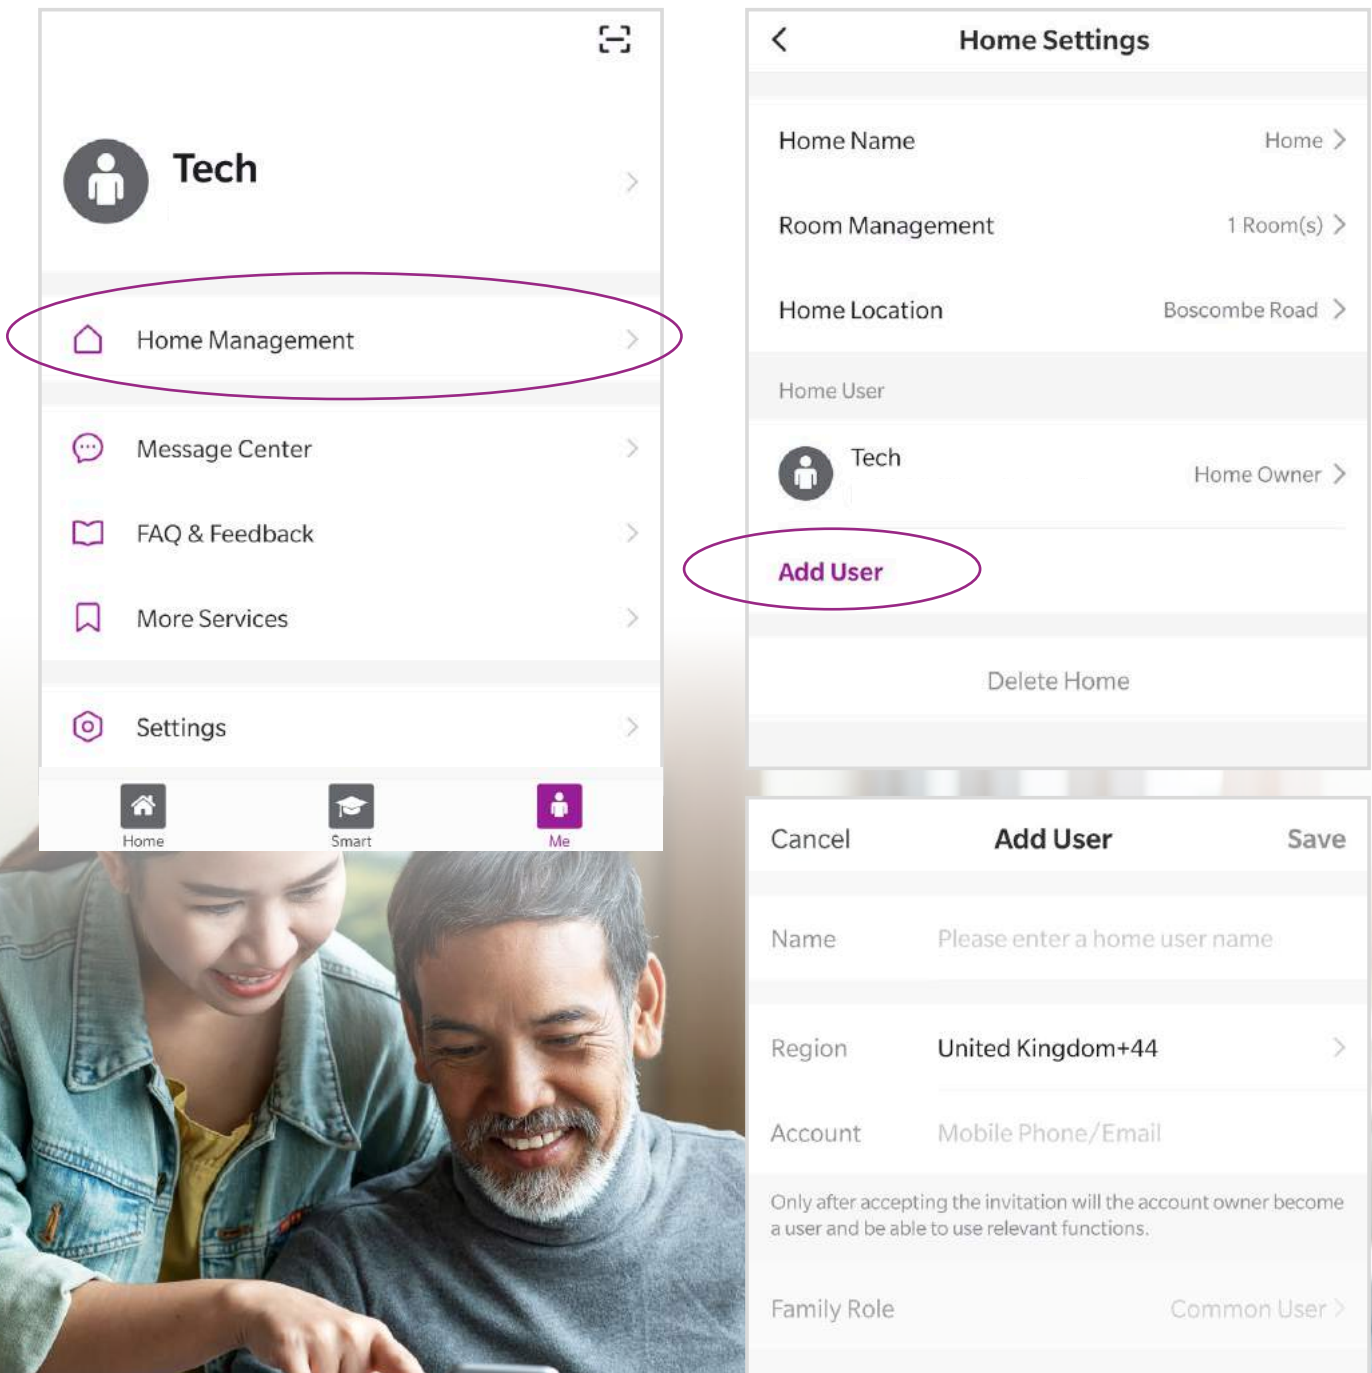 Tech
Home Management
Message Center
FAQ & Feedback
More Services
Settings
Home
Smart
Me
Home Settings
Home Name
Home
Room Management
1 Room(s)
Home Location
Boscombe Road
Home User
Tech
Home Owner
Add User
Delete Home
Cancel
Add User
Save
Name
Please enter a home user name
Region
United Kingdom+44
Account
Mobile Phone/Email
Only after accepting the invitation will the account owner become
a user and be able to use relevant functions.
Family Role
Common User